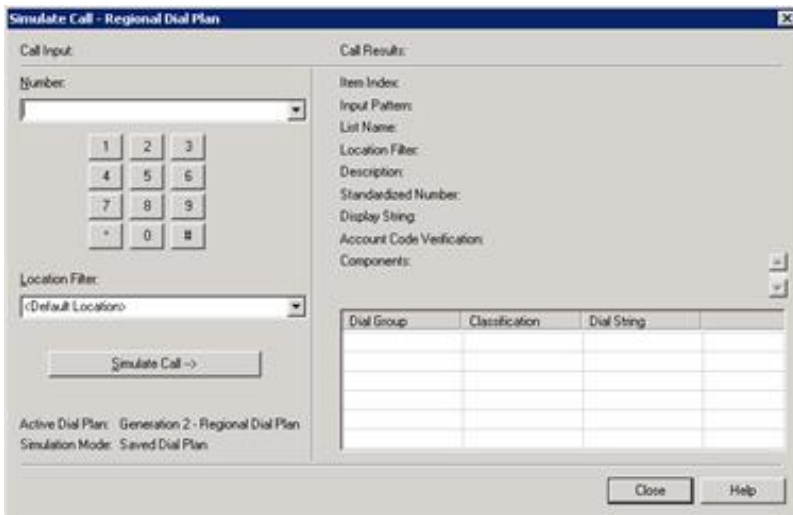 Simulate Call - Regional Dial Plan
Call Input:
Number:
1 2 3
4 5 6
7 8 9
* 0 #
Location Filter:
<Default Location>
Simulate Call -->
Active Dial Plan: Generation 2 - Regional Dial Plan
Simulation Mode: Saved Dial Plan
Call Results:
Item Index:
Input Pattern:
List Name:
Location Filter:
Description:
Standardized Number:
Display String:
Account Code Verification:
Components:
Dial Group Classification Dial String
Close Help